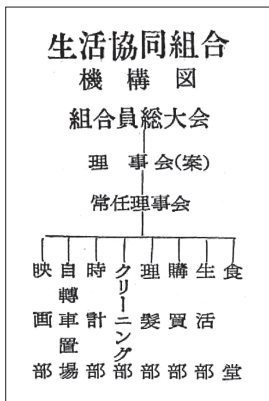 生活協同組合
機構図
組合員総大会
理事会(案)
常任理事会
食堂
生活部
購買部
理髪部
クリーニング部
時計部
自轉車置場
映画部